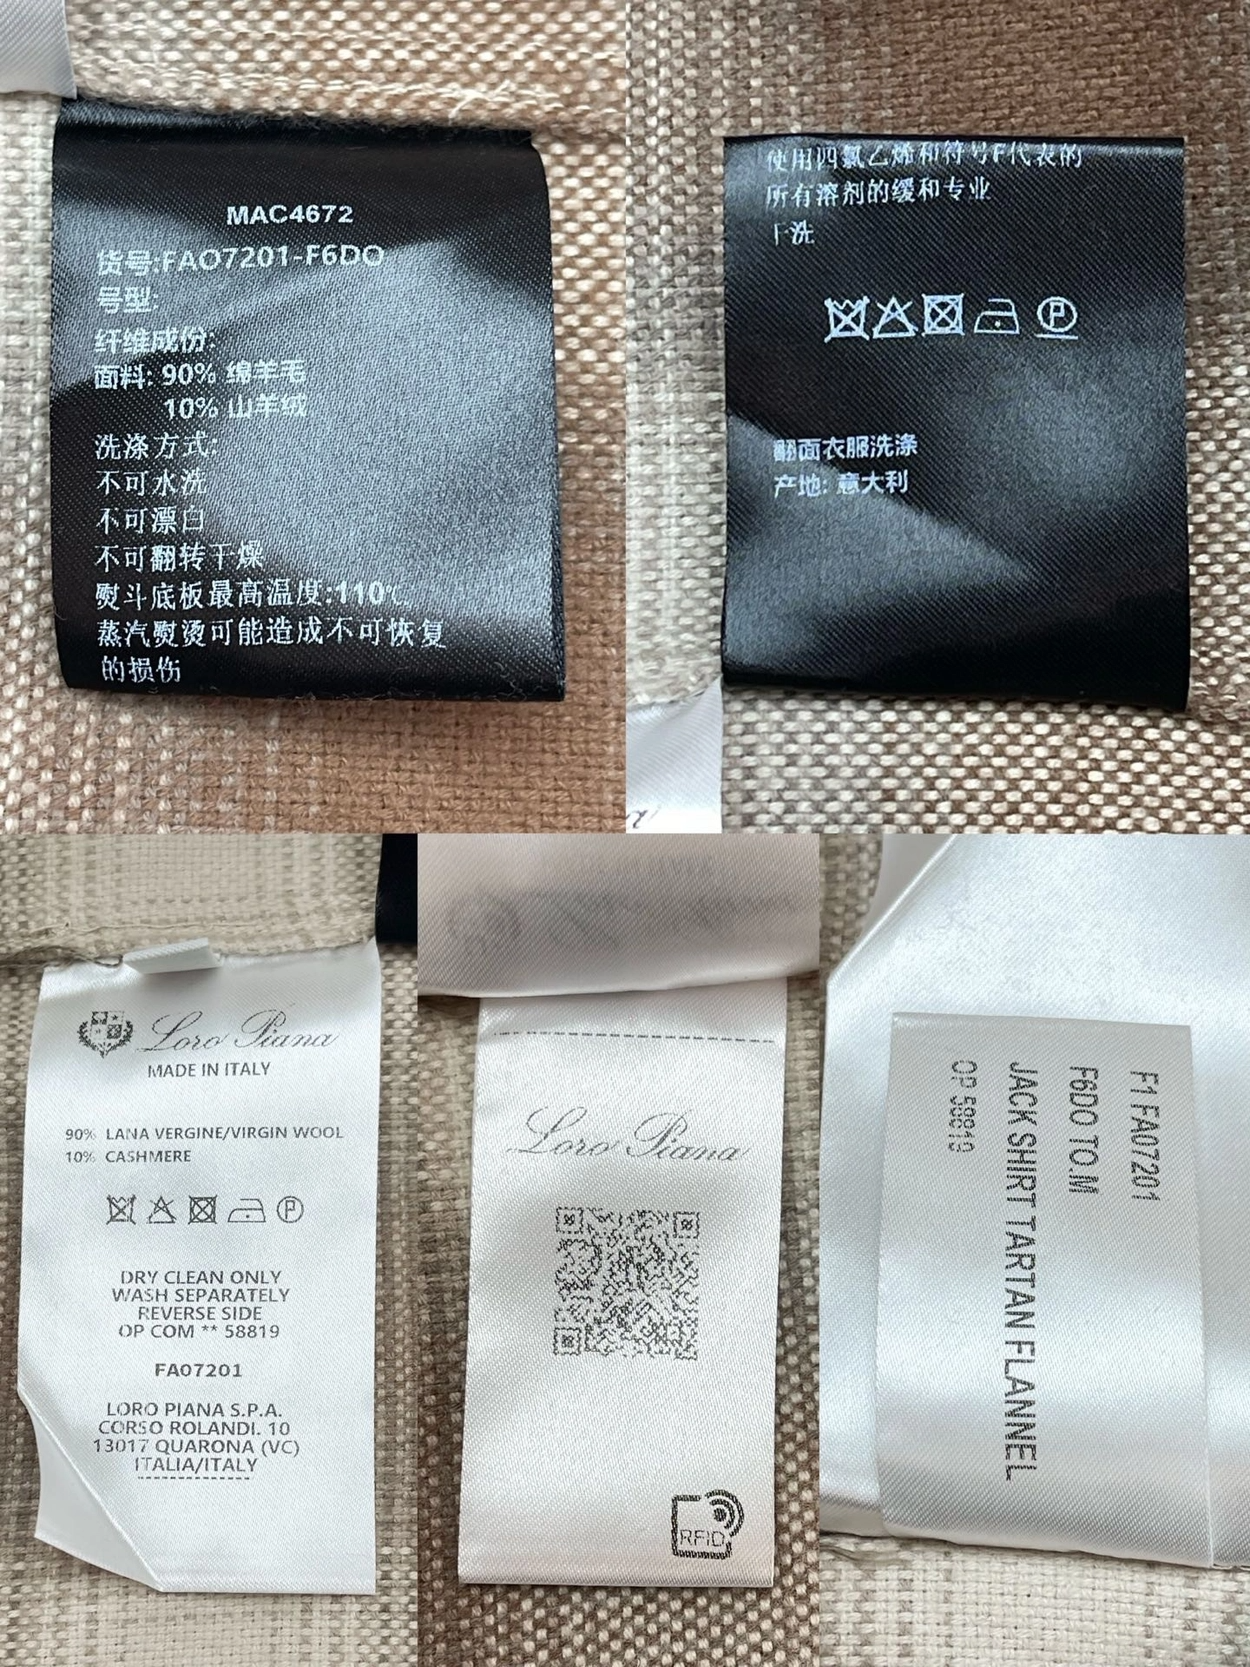 MAC4672
货号:FAO7201-F6DO
号型:
纤维成份:
面料: 90% 绵羊毛
10% 山羊绒
洗涤方式:
不可水洗
不可漂白
不可翻转干燥
熨斗底板最高温度:110℃
蒸汽熨烫可能造成不可恢复
的损伤
使用四氯乙烯和符号F代表的
所有溶剂的缓和专业
干洗
P
翻面衣服洗涤
产地: 意大利
Loro Piana
MADE IN ITALY
90% LANA VERGINE/VIRGIN WOOL
10% CASHMERE
P
DRY CLEAN ONLY
WASH SEPARATELY
REVERSE SIDE
OP COM ** 58819
FA07201
LORO PIANA S.P.A.
CORSO ROLANDI. 10
13017 QUARONA (VC)
ITALIA/ITALY
Loro Piana
RFID
F1 FA07201
F6DO TO.M
JACK SHIRT TARTAN FLANNEL
OP 58819